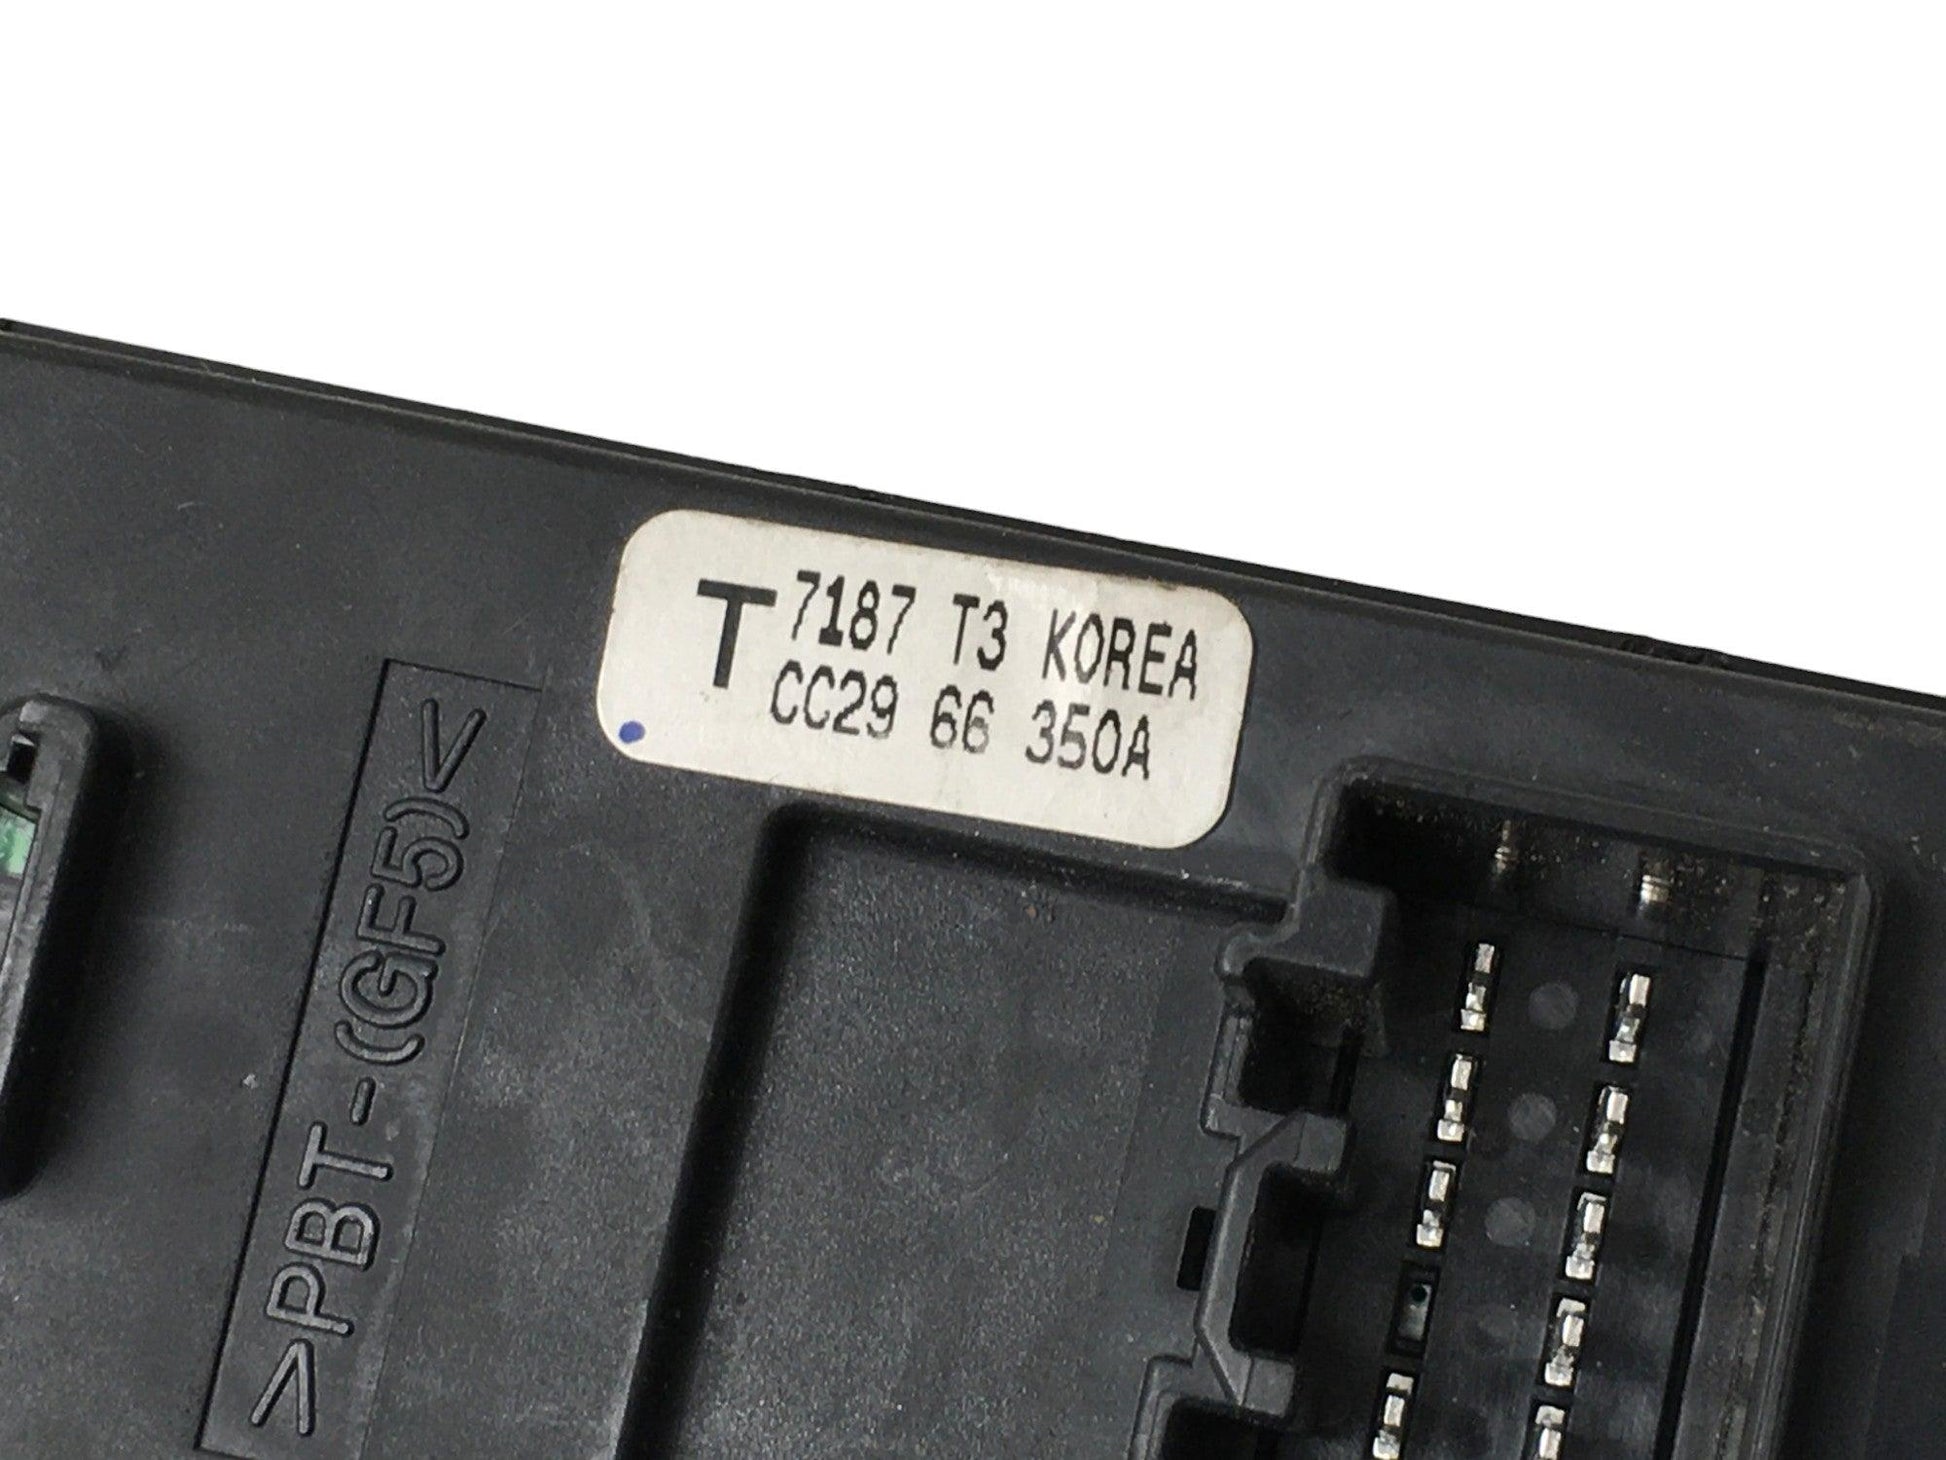 T 7187 T3 KOREA
CC29 66 350A
>PBT-(GF5)<